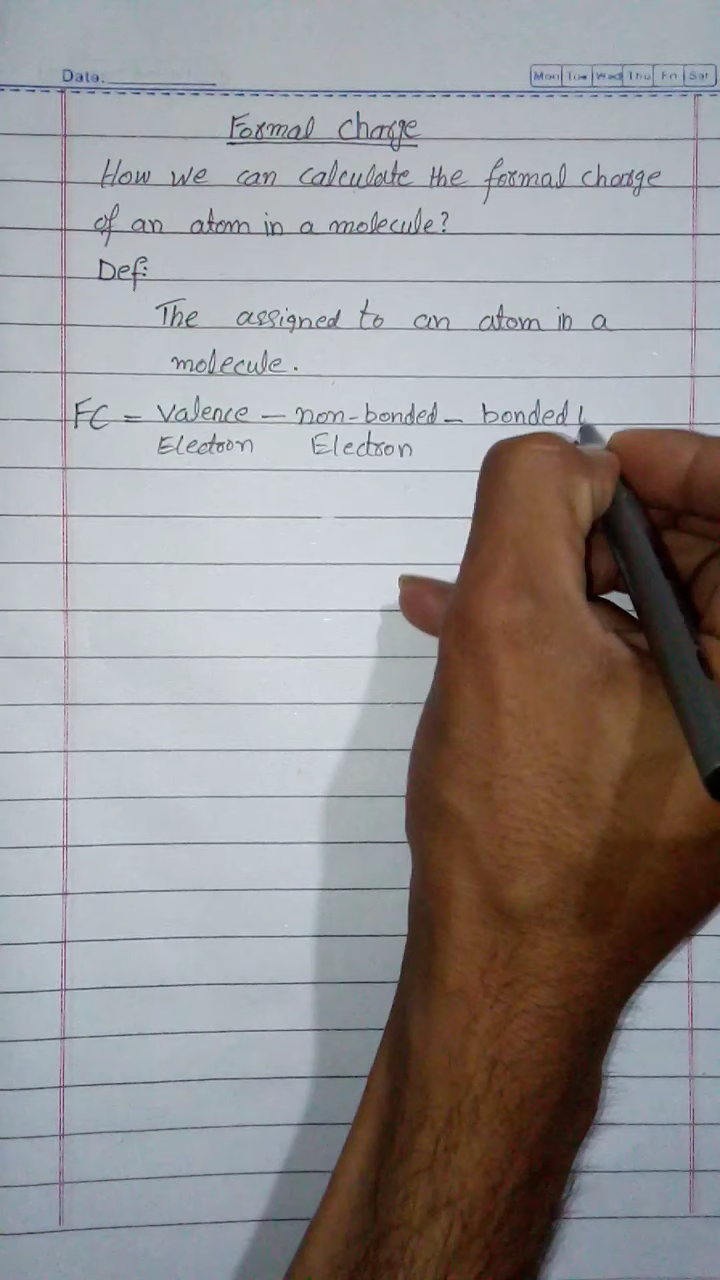 Date.
Mon Tue Wed Thu Fri Sat
Formal charge
How we can calculate the formal charge
of an atom in a molecule?
Def:
The assigned to an atom in a
molecule.
FC = valence - non-bonded - bonded
Electron Electron